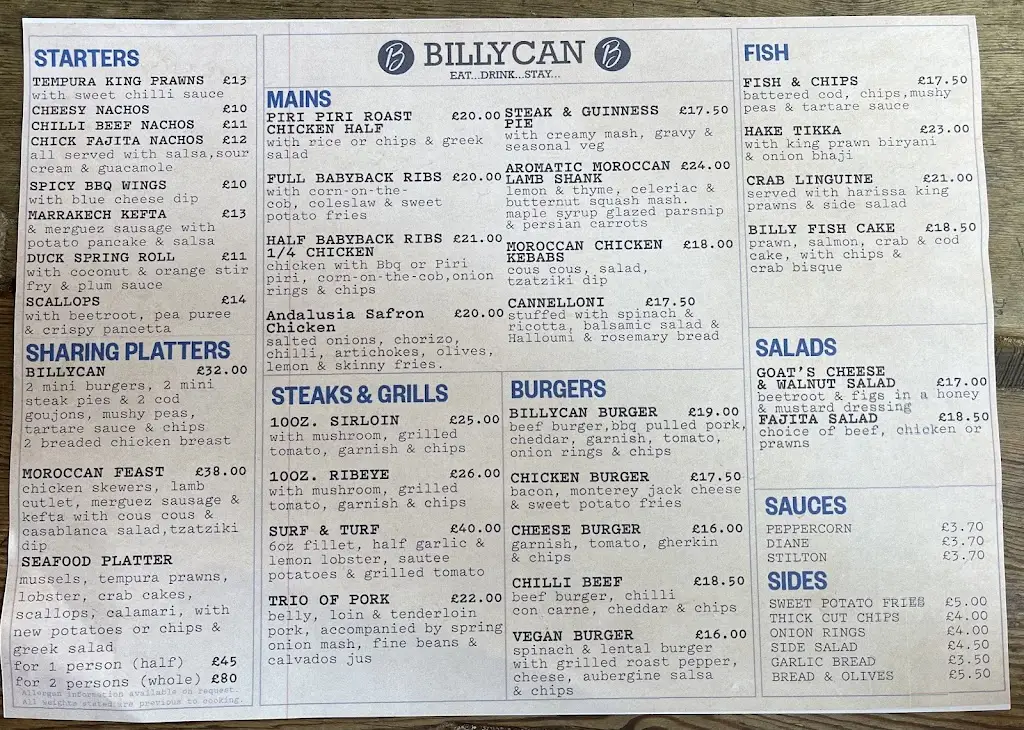 STARTERS
TEMPURA KING PRAWNS £13
with sweet chilli sauce
CHEESY NACHOS £10
CHILLI BEEF NACHOS £11
CHICK FAJITA NACHOS £12
all served with salsa,sour
cream & guacamole
SPICY BBQ WINGS £10
with blue cheese dip
MARRAKECH KEFTA £13
& merguez sausage with
potato pancake & salsa
DUCK SPRING ROLL £11
with coconut & orange stir
fry & plum sauce
SCALLOPS £14
with beetroot, pea puree
& crispy pancetta
SHARING PLATTERS
BILLYCAN £32.00
2 mini burgers, 2 mini
steak pies & 2 cod
goujons, mushy peas,
tartare sauce & chips
2 breaded chicken breast
MOROCCAN FEAST £38.00
chicken skewers, lamb
cutlet, merguez sausage &
kefta with cous cous &
casablanca salad,tzatziki
dip
SEAFOOD PLATTER
mussels, tempura prawns,
lobster, crab cakes,
scallops, calamari, with
new potatoes or chips &
greek salad
for 1 person (half) £45
for 2 persons (whole) £80
Allergen information available on request.
All weights stated are previous to cooking.
B BILLYCAN B
EAT...DRINK...STAY...
MAINS
PIRI PIRI ROAST £20.00
CHICKEN HALF
with rice or chips & greek
salad
FULL BABYBACK RIBS £20.00
with corn-on-the-
cob, coleslaw & sweet
potato fries
HALF BABYBACK RIBS £21.00
1/4 CHICKEN
chicken with Bbq or Piri
piri, corn-on-the-cob,onion
rings & chips
Andalusia Safron £20.00
Chicken
salted onions, chorizo,
chilli, artichokes, olives,
lemon & skinny fries.
STEAK & GUINNESS £17.50
PIE
with creamy mash, gravy &
seasonal veg
AROMATIC MOROCCAN £24.00
LAMB SHANK
lemon & thyme, celeriac &
butternut squash mash.
maple syrup glazed parsnip
& persian carrots
MOROCCAN CHICKEN £18.00
KEBABS
cous cous, salad,
tzatziki dip
CANNELLONI £17.50
stuffed with spinach &
ricotta, balsamic salad &
Halloumi & rosemary bread
STEAKS & GRILLS
10OZ. SIRLOIN £25.00
with mushroom, grilled
tomato, garnish & chips
10OZ. RIBEYE £26.00
with mushroom, grilled
tomato, garnish & chips
SURF & TURF £40.00
6oz fillet, half garlic &
lemon lobster, sautee
potatoes & grilled tomato
TRIO OF PORK £22.00
belly, loin & tenderloin
pork, accompanied by spring
onion mash, fine beans &
calvados jus
BURGERS
BILLYCAN BURGER £19.00
beef burger,bbq pulled pork,
cheddar, garnish, tomato,
onion rings & chips
CHICKEN BURGER £17.50
bacon, monterey jack cheese
& sweet potato fries
CHEESE BURGER £16.00
garnish, tomato, gherkin
& chips
CHILLI BEEF £18.50
beef burger, chilli
con carne, cheddar & chips
VEGAN BURGER £16.00
spinach & lental burger
with grilled roast pepper,
cheese, aubergine salsa
& chips
FISH
FISH & CHIPS £17.50
battered cod, chips,mushy
peas & tartare sauce
HAKE TIKKA £23.00
with king prawn biryani
& onion bhaji
CRAB LINGUINE £21.00
served with harissa king
prawns & side salad
BILLY FISH CAKE £18.50
prawn, salmon, crab & cod
cake, with chips &
crab bisque
SALADS
GOAT'S CHEESE
& WALNUT SALAD £17.00
beetroot & figs in a honey
& mustard dressing
FAJITA SALAD £18.50
choice of beef, chicken or
prawns
SAUCES
PEPPERCORN £3.70
DIANE £3.70
STILTON £3.70
SIDES
SWEET POTATO FRIES £5.00
THICK CUT CHIPS £4.00
ONION RINGS £4.00
SIDE SALAD £4.50
GARLIC BREAD £3.50
BREAD & OLIVES £5.50